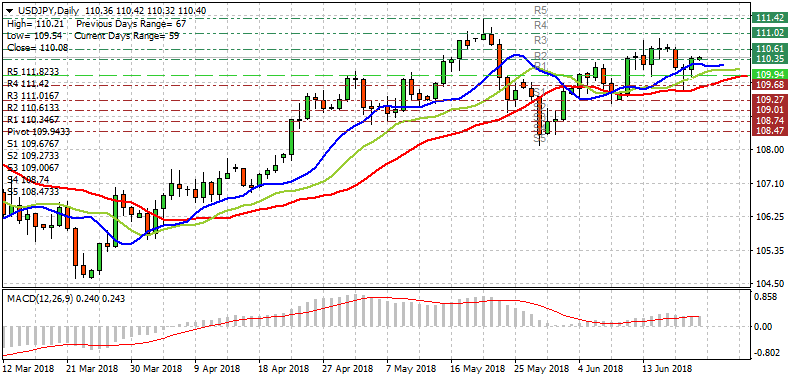 USDJPY,Daily 110.36 110.42 110.32 110.40
High= 110.21 Previous Days Range= 67
Low= 109.54 Current Days Range= 59
Close= 110.08
R5 111.8233
R4 111.42
R3 111.0167
R2 110.6133
R1 110.3467
Pivot 109.9433
S1 109.6767
S2 109.2733
S3 109.0067
S4 108.74
S5 108.4733
R5
R4
R3
R2
R1
S1
S5
111.42
111.02
110.61
110.35
109.94
109.68
109.27
109.01
108.74
108.47
108.00
107.10
106.25
105.35
104.50
MACD(12,26,9) 0.240 0.243
0.858
0.00
-0.802
12 Mar 2018 21 Mar 2018 30 Mar 2018 9 Apr 2018 18 Apr 2018 27 Apr 2018 7 May 2018 16 May 2018 25 May 2018 4 Jun 2018 13 Jun 2018